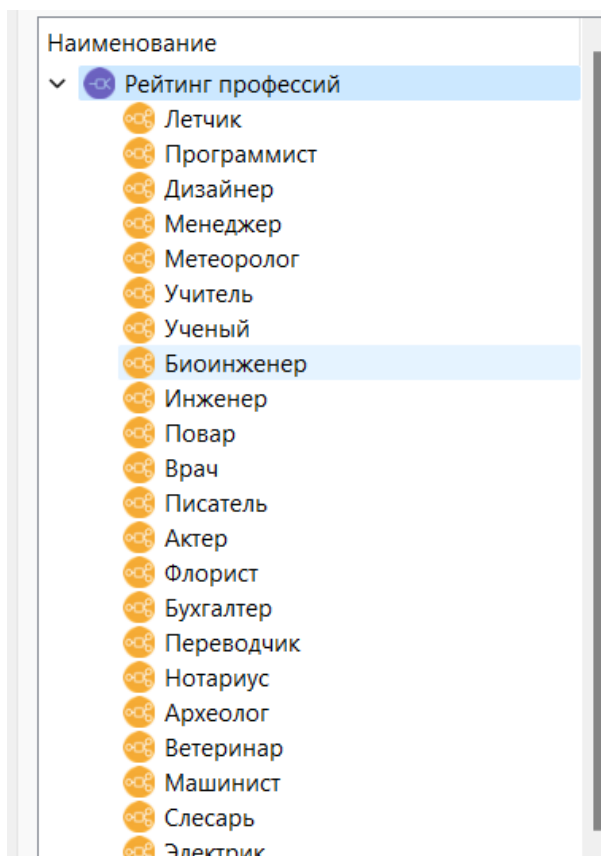 Наименование
Рейтинг профессий
Летчик
Программист
Дизайнер
Менеджер
Метеоролог
Учитель
Ученый
Биоинженер
Инженер
Повар
Врач
Писатель
Актер
Флорист
Бухгалтер
Переводчик
Нотариус
Археолог
Ветеринар
Машинист
Слесарь
Электрик